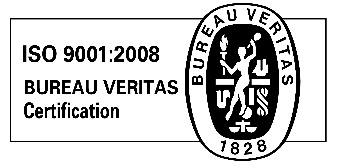 ISO 9001:2008
BUREAU VERITAS
Certification
BUREAU VERITAS
1828